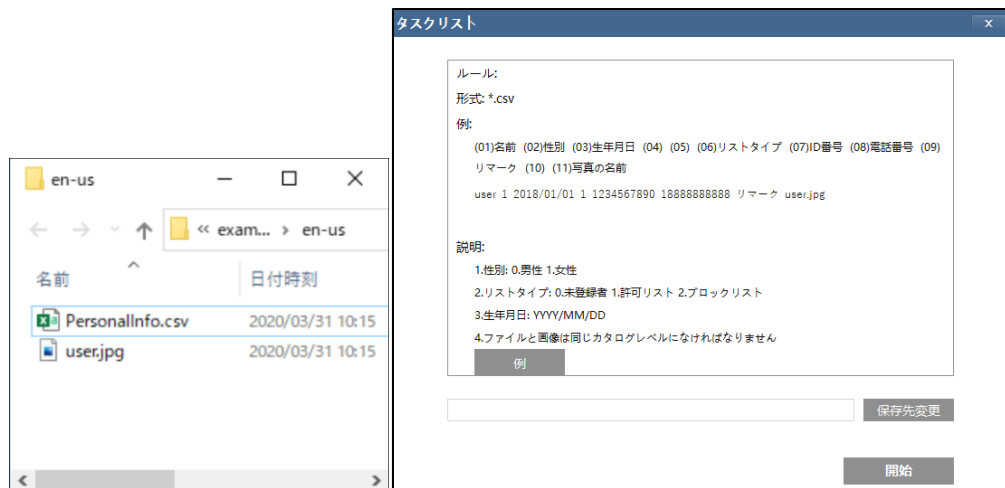 en-us
« exam... › en-us
名前
日付時刻
PersonalInfo.csv
2020/03/31 10:15
user.jpg
2020/03/31 10:15
タスクリスト
x
ルール:
形式: *.csv
例:
(01)名前 (02)性別 (03)生年月日 (04) (05) (06)リストタイプ (07)ID番号 (08)電話番号 (09)
リマーク (10) (11)写真の名前
user 1 2018/01/01 1 1234567890 18888888888 リマーク user.jpg
説明:
1.性別: 0.男性 1.女性
2.リストタイプ: 0.未登録者 1.許可リスト 2.ブロックリスト
3.生年月日: YYYY/MM/DD
4.ファイルと画像は同じカタログレベルになければなりません
例
保存先変更
開始